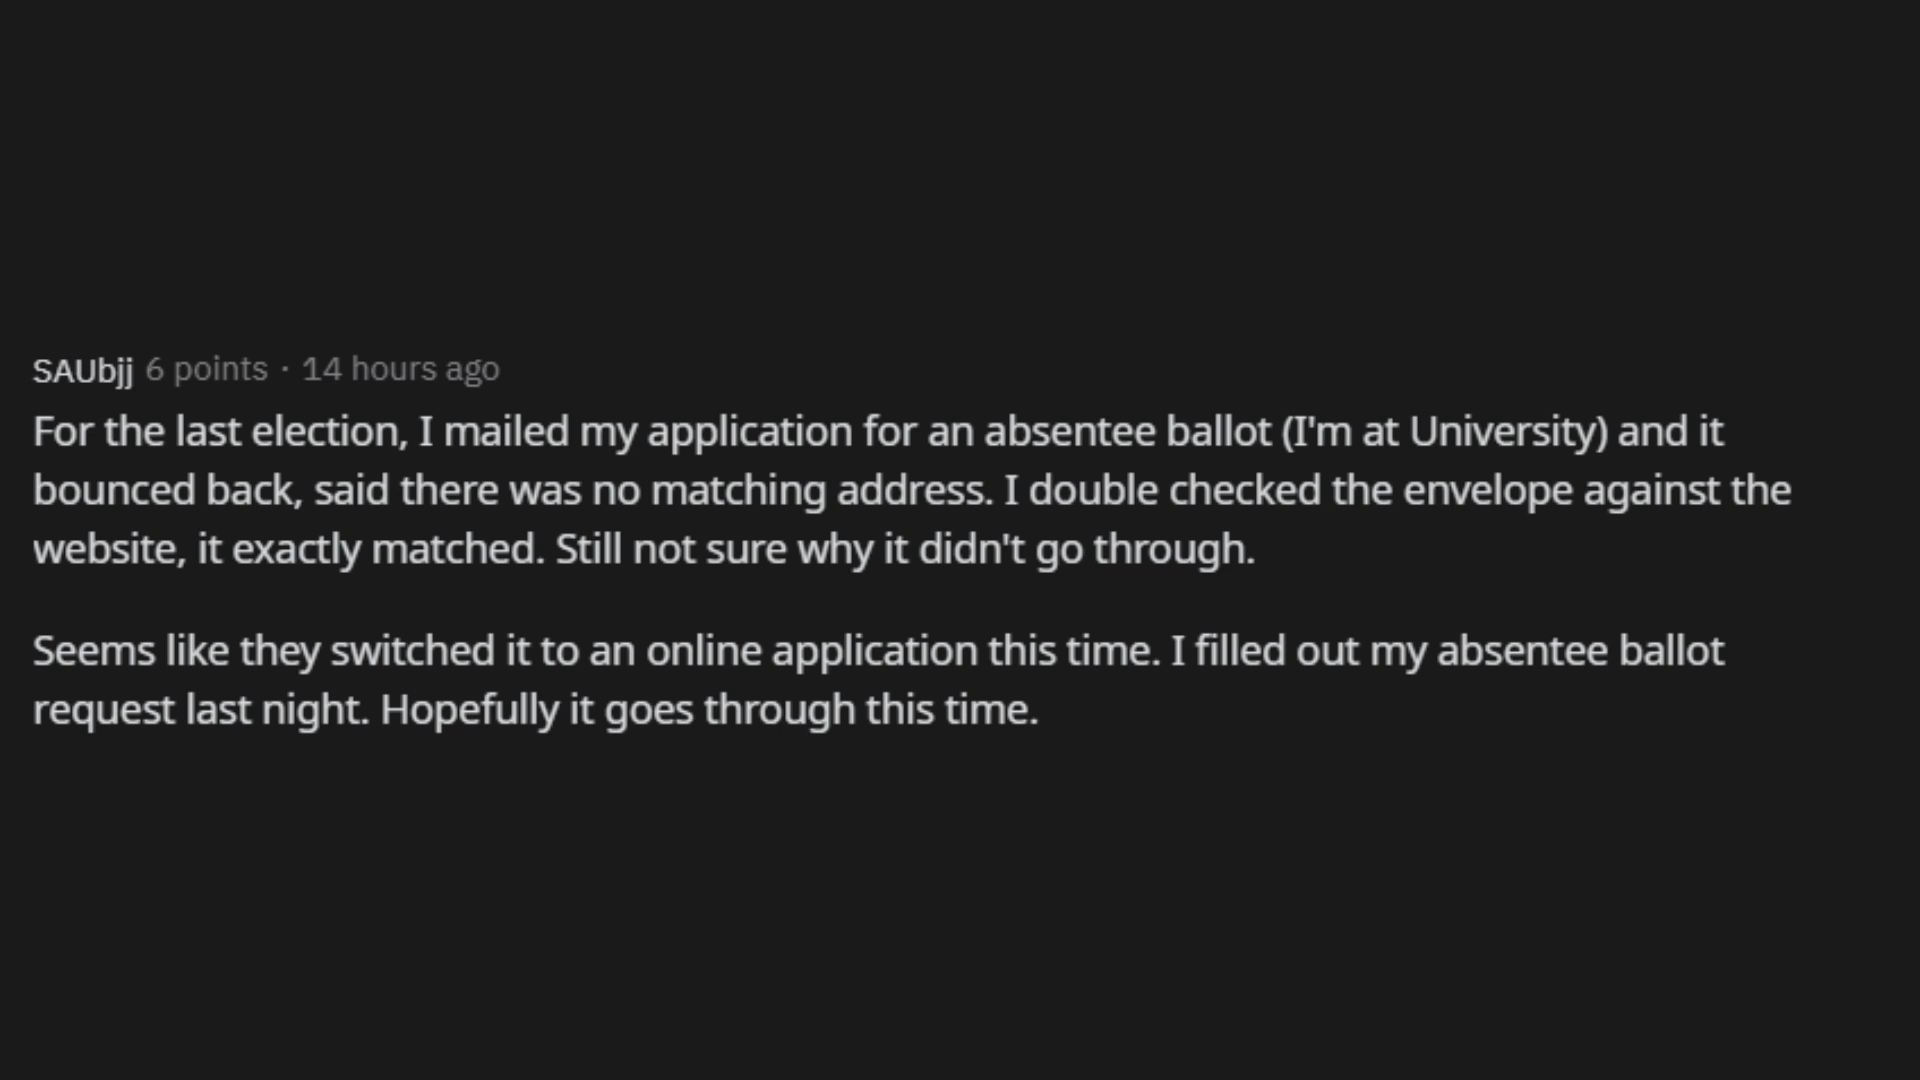 SAUbjj 6 points · 14 hours ago
For the last election, I mailed my application for an absentee ballot (I'm at University) and it
bounced back, said there was no matching address. I double checked the envelope against the
website, it exactly matched. Still not sure why it didn't go through.
Seems like they switched it to an online application this time. I filled out my absentee ballot
request last night. Hopefully it goes through this time.